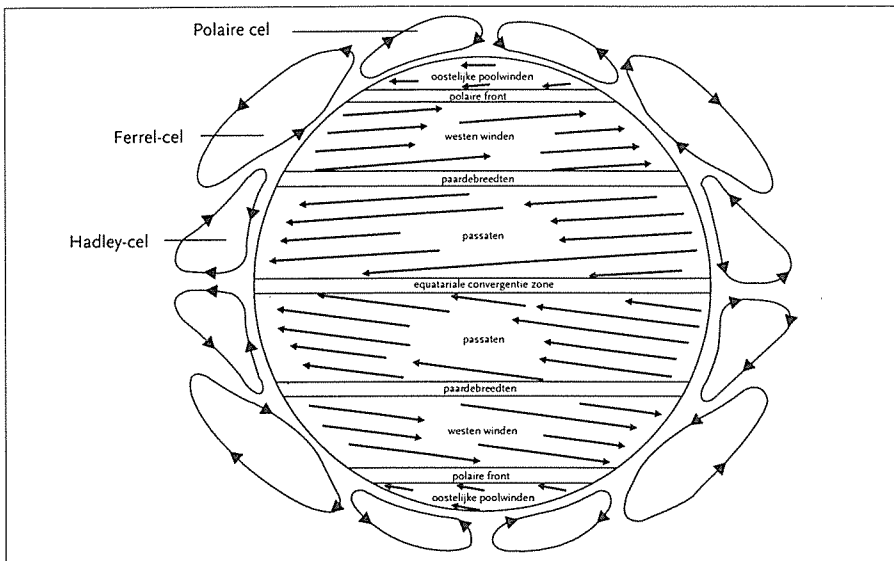 Polaire cel
oostelijke poolwinden
polaire front
Ferrel-cel
westen winden
paardebreedten
Hadley-cel
passaten
equatariale convergentie zone
passaten
paardebreedten
westen winden
polaire front
oostelijke poolwinden